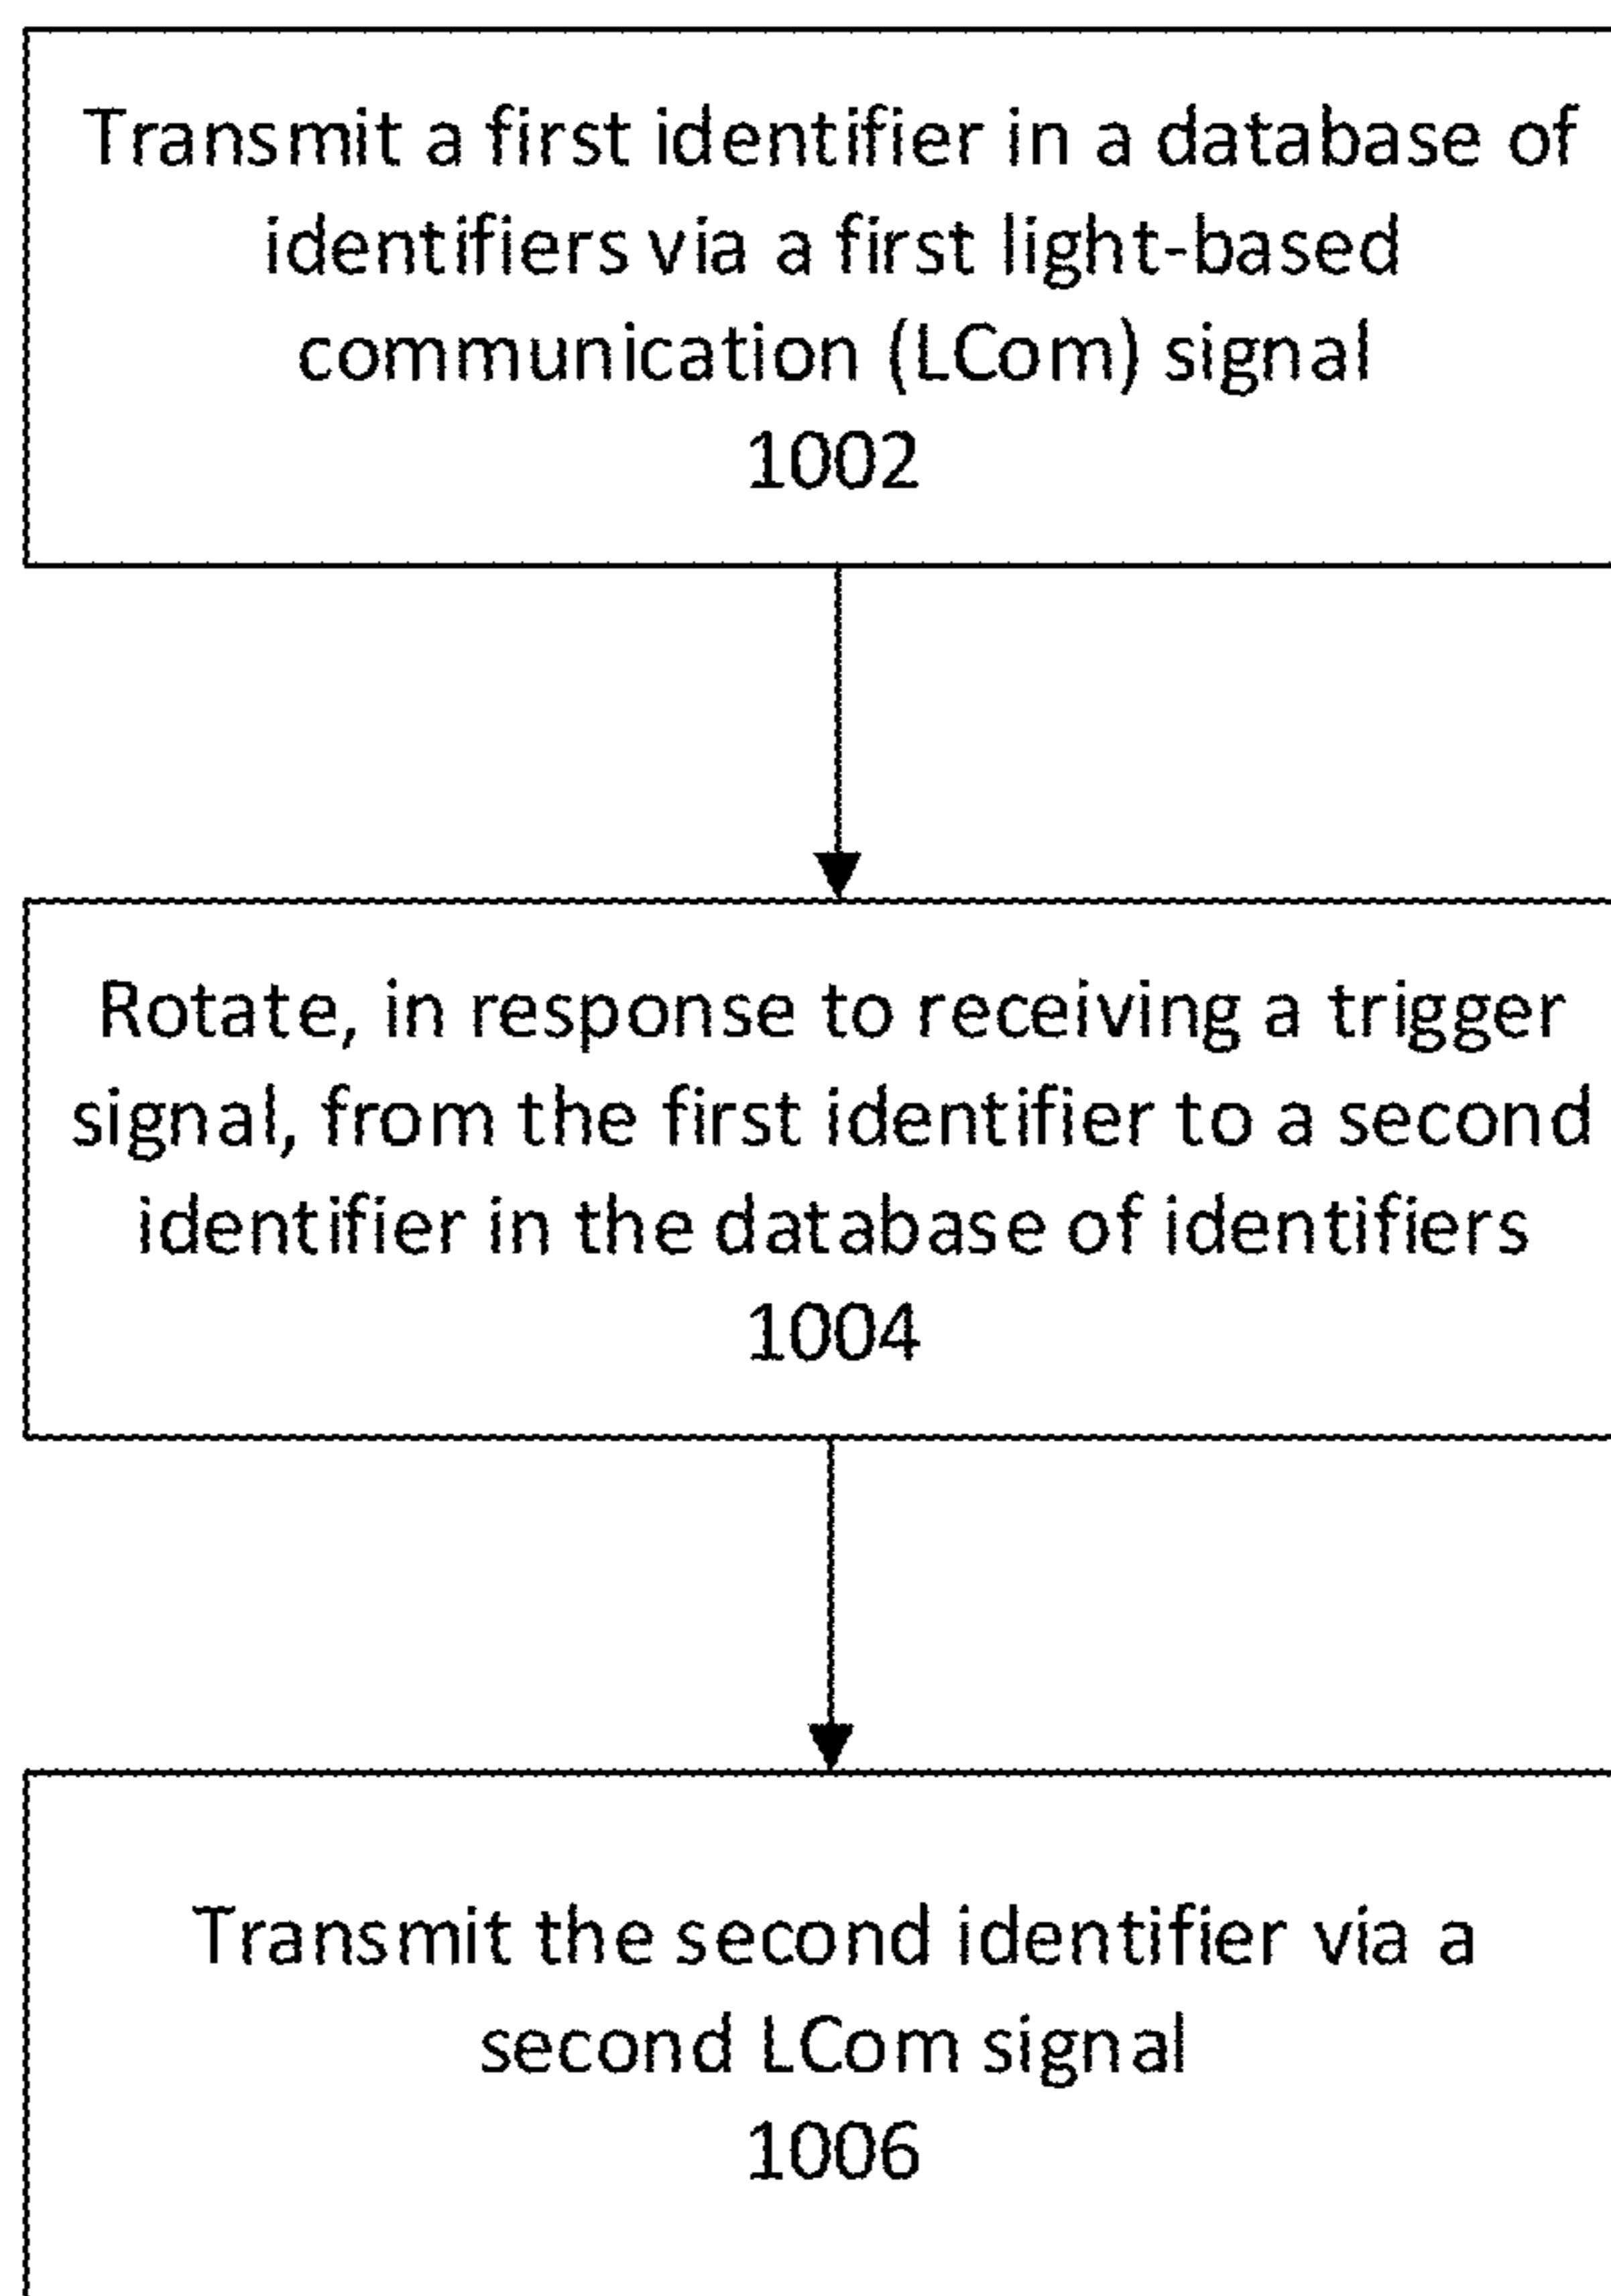 Transmit a first identifier in a database of
identifiers via a first light-based
communication (LCom) signal
1002
Rotate, in response to receiving a trigger
signal, from the first identifier to a second
identifier in the database of identifiers
1004
Transmit the second identifier via a
second LCom signal
1006